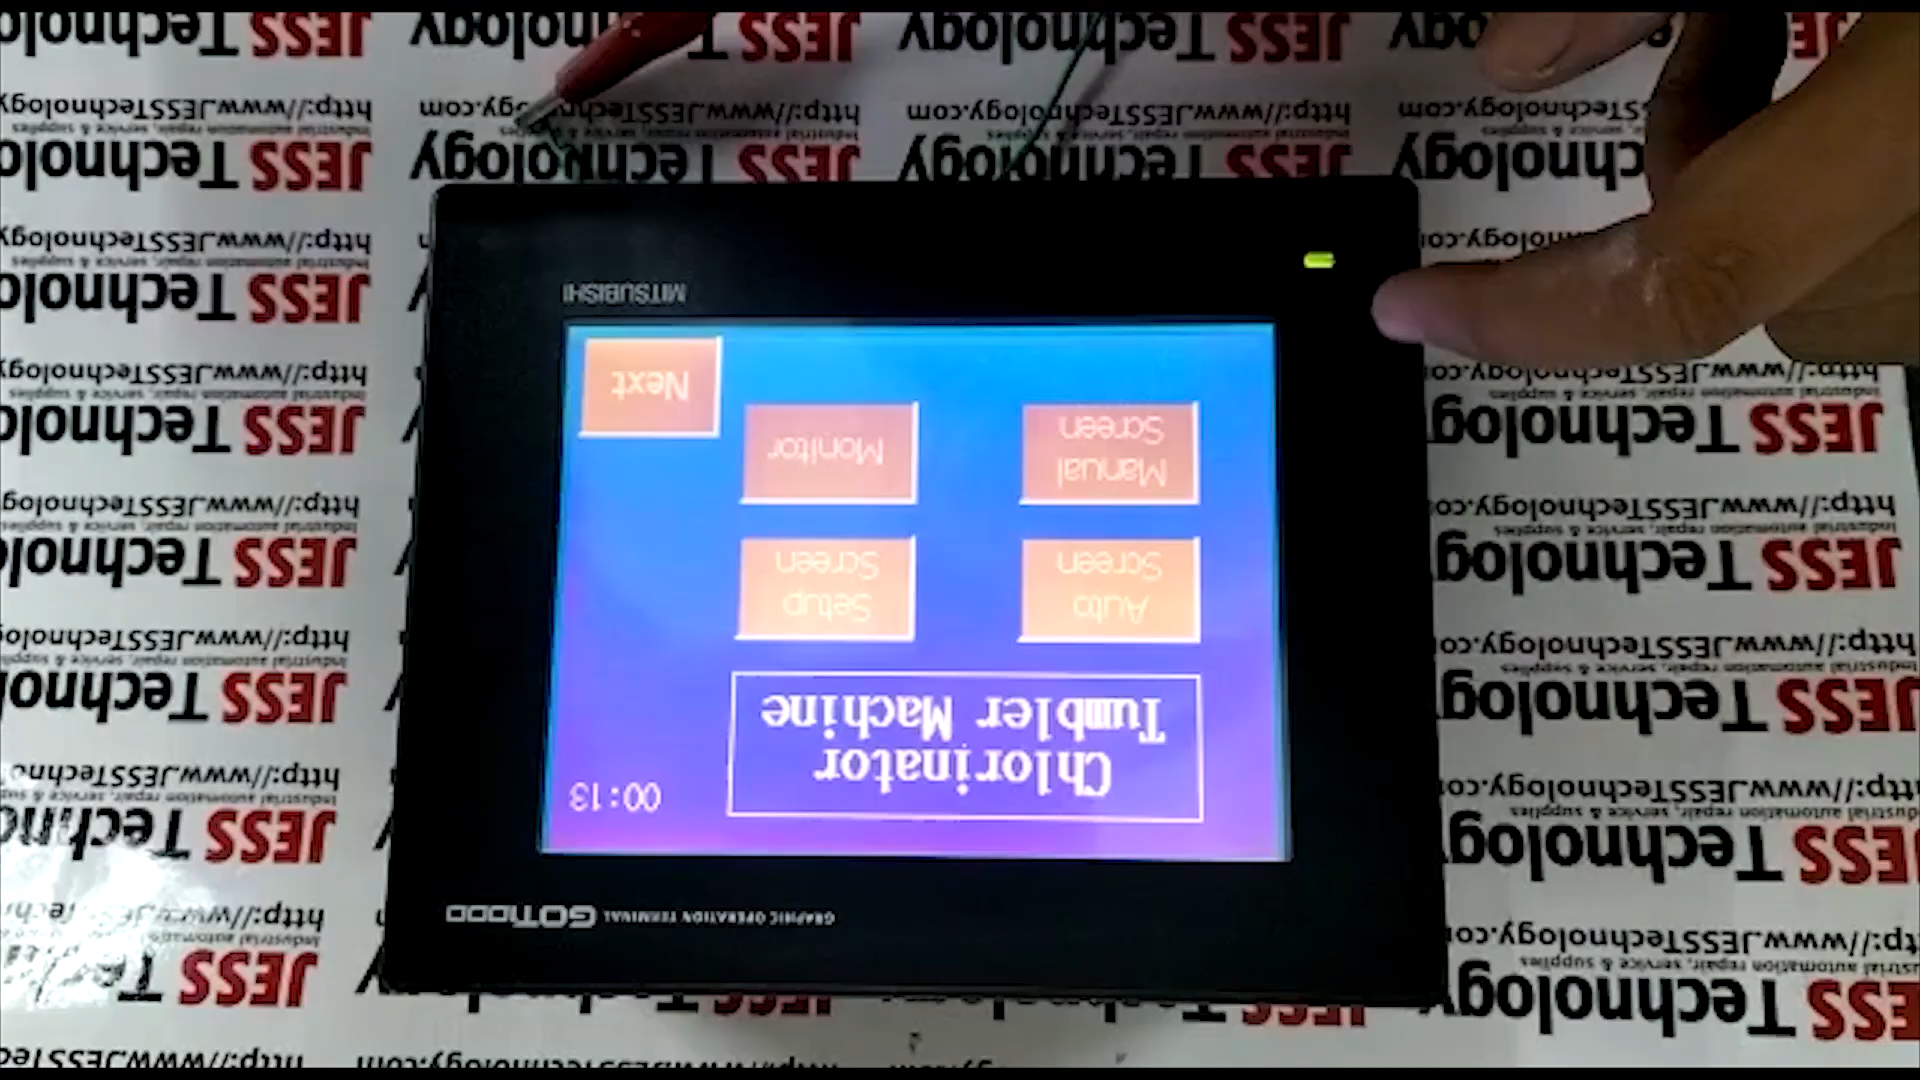 GRAPHIC OPERATION TERMINAL GOT1000
00:13
Chlorinator
Tumbler Machine
Auto
Screen
Setup
Screen
Manual
Screen
Monitor
Next
MITSUBISHI
JESS Technology
Industrial automation repair, service & supplies
http://www.JESSTechnology.com